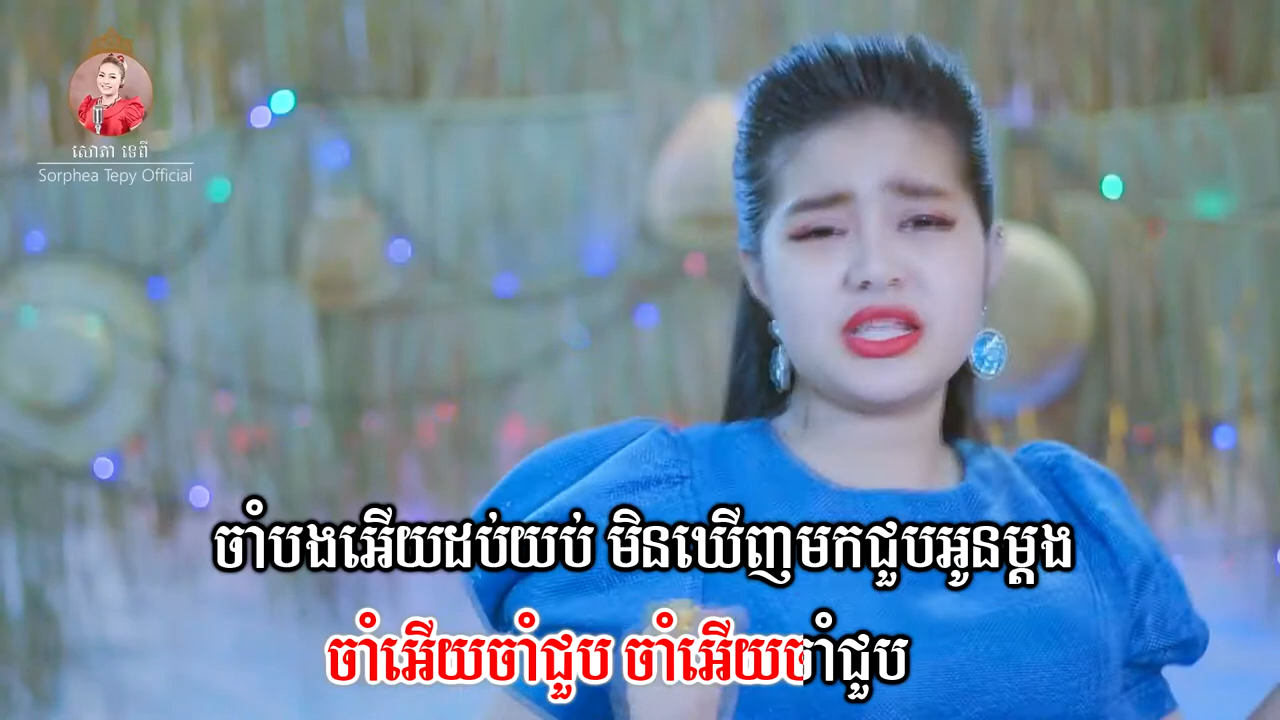 សោភា ទេពី
Sorphea Tepy Official
ចាំបងអើយដប់យប់ មិនឃើញមកជួបអូនម្ដង
ចាំអើយចាំជួប ចាំអើយចាំជួប